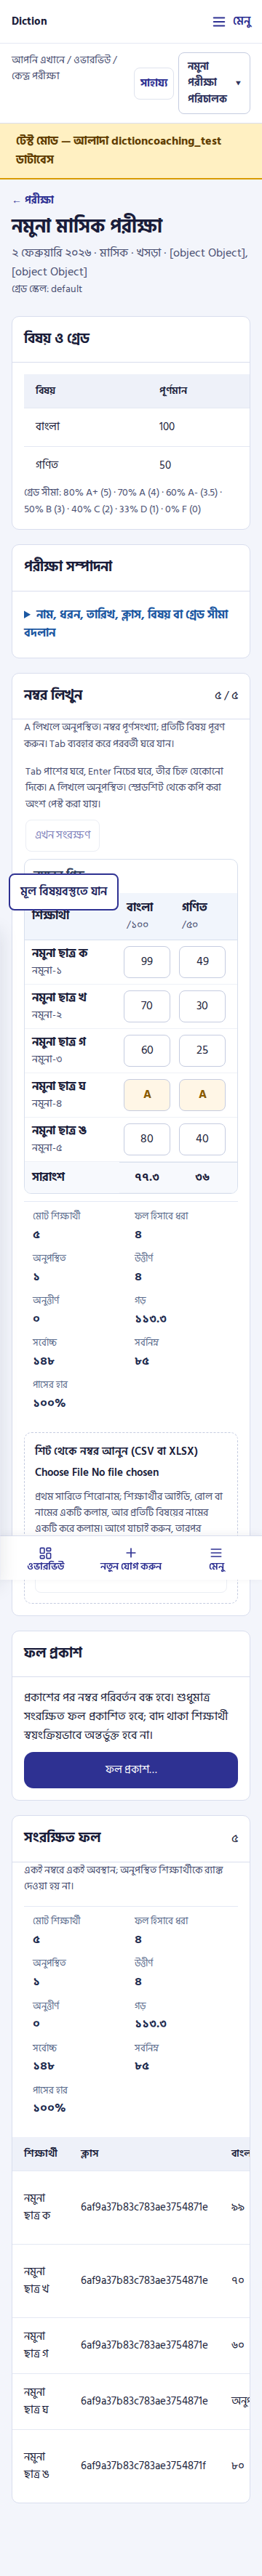 Diction
মেনু
আপনি এখানে / ওভারভিউ /
কেন্দ্র পরীক্ষা
সাহায্য
নমুনা
পরীক্ষা
পরিচালক
টেস্ট মোড — আলাদা dictioncoaching_test
ডাটাবেস
← পরীক্ষা
নমুনা মাসিক পরীক্ষা
২ ফেব্রুয়ারি ২০২৬ · মাসিক · খসড়া · [object Object],
[object Object]
গ্রেড স্কেল: default
বিষয় ও গ্রেড
বিষয় পূর্ণমান
বাংলা 100
গণিত 50
গ্রেড সীমা: 80% A+ (5) · 70% A (4) · 60% A- (3.5) ·
50% B (3) · 40% C (2) · 33% D (1) · 0% F (0)
পরীক্ষা সম্পাদনা
▶ নাম, ধরন, তারিখ, ক্লাস, বিষয় বা গ্রেড সীমা
বদলান
নম্বর লিখুন ৫ / ৫
A লিখলে অনুপস্থিত। নম্বর পূর্ণসংখ্যা; প্রতিটি বিষয় পূরণ
করুন। Tab ব্যবহার করে পরবর্তী ঘরে যান।
Tab পাশের ঘরে, Enter নিচের ঘরে, তীর চিহ্ন যেকোনো
দিকে। A লিখলে অনুপস্থিত। স্প্রেডশিট থেকে কপি করা
অংশ পেস্ট করা যায়।
এখন সংরক্ষণ
মূল বিষয়বস্তুতে যান
শিক্ষার্থী বাংলা গণিত
/১০০ /৫০
নমুনা ছাত্র ক 99 49
নমুনা-১
নমুনা ছাত্র খ 70 30
নমুনা-২
নমুনা ছাত্র গ 60 25
নমুনা-৩
নমুনা ছাত্র ঘ A A
নমুনা-৪
নমুনা ছাত্র ঙ 80 40
নমুনা-৫
সারাংশ ৭৭.৩ ৩৬
মোট শিক্ষার্থী ফল হিসাবে ধরা
৫ ৪
অনুপস্থিত উত্তীর্ণ
১ ৪
অনুত্তীর্ণ গড়
০ ১১৩.৩
সর্বোচ্চ সর্বনিম্ন
১৪৮ ৮৫
পাসের হার
১০০%
শিট থেকে নম্বর আনুন (CSV বা XLSX)
Choose File No file chosen
প্রথম সারিতে শিরোনাম; শিক্ষার্থীর আইডি, রোল বা
নামের একটি কলাম, আর প্রতিটি বিষয়ের নামের
একটি করে কলাম। আগে যাচাই করুন, তারপর
ওভারভিউ নতুন যোগ করুন মেনু
ফল প্রকাশ
প্রকাশের পর নম্বর পরিবর্তন বন্ধ হবে। শুধুমাত্র
সংরক্ষিত ফল প্রকাশিত হবে; বাদ থাকা শিক্ষার্থী
স্বয়ংক্রিয়ভাবে অন্তর্ভুক্ত হবে না।
ফল প্রকাশ...
সংরক্ষিত ফল ৫
একই নম্বরে একই অবস্থান; অনুপস্থিত শিক্ষার্থীকে র‍্যাঙ্ক
দেওয়া হয় না।
মোট শিক্ষার্থী ফল হিসাবে ধরা
৫ ৪
অনুপস্থিত উত্তীর্ণ
১ ৪
অনুত্তীর্ণ গড়
০ ১১৩.৩
সর্বোচ্চ সর্বনিম্ন
১৪৮ ৮৫
পাসের হার
১০০%
শিক্ষার্থী ক্লাস
নমুনা
ছাত্র ক 6af9a37b83c783ae3754871e ৯৯
নমুনা
ছাত্র খ 6af9a37b83c783ae3754871e ৭০
নমুনা
ছাত্র গ 6af9a37b83c783ae3754871e ৬০
নমুনা
ছাত্র ঘ 6af9a37b83c783ae3754871e
নমুনা
ছাত্র ঙ 6af9a37b83c783ae3754871f ৮০